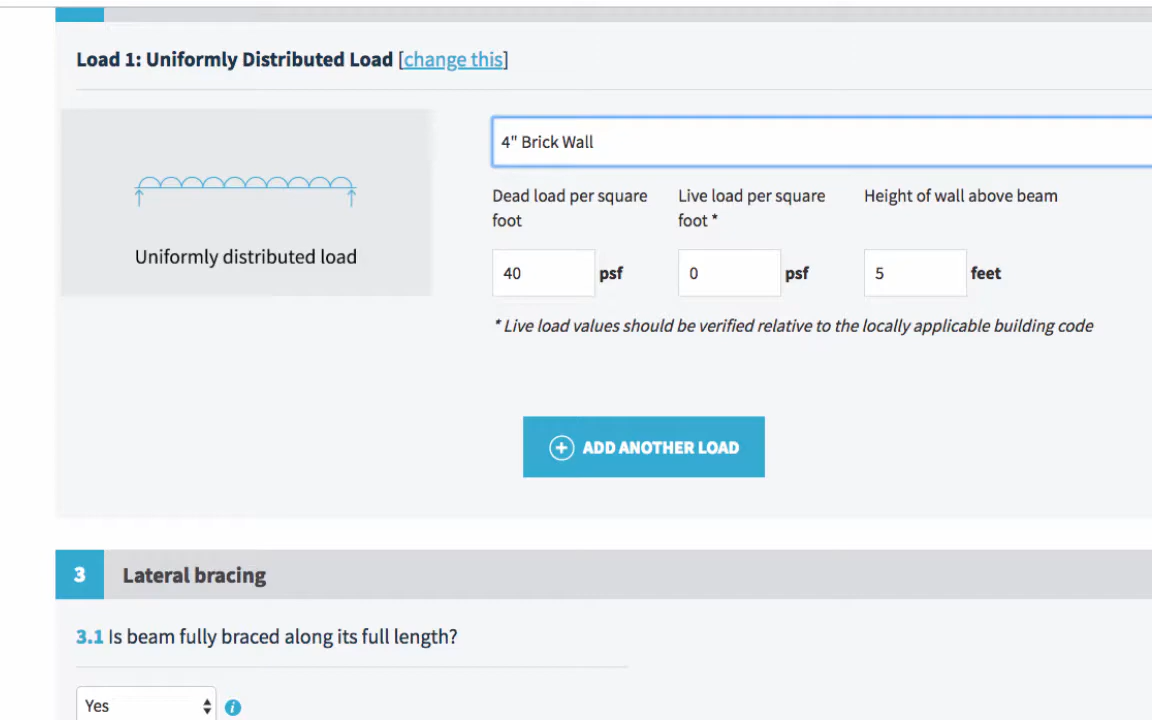 Load 1: Uniformly Distributed Load [change this]
Uniformly distributed load
4" Brick Wall
Dead load per square
foot
Live load per square
foot *
Height of wall above beam
40 psf
0 psf
5 feet
* Live load values should be verified relative to the locally applicable building code
+ ADD ANOTHER LOAD
3 Lateral bracing
3.1 Is beam fully braced along its full length?
Yes
i